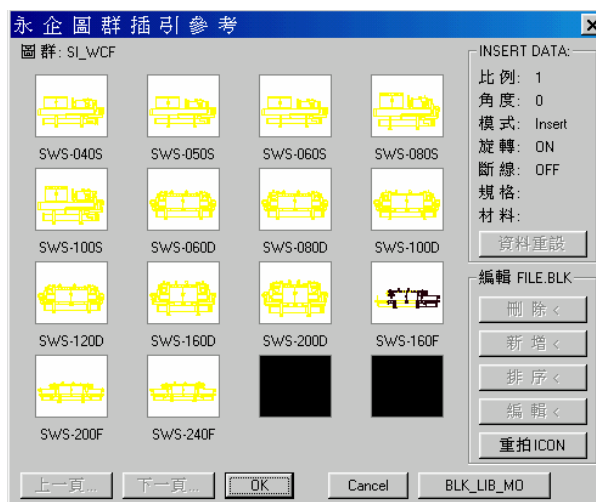 永企圖群插引參考
圖群: SI_WCF
SWS-040S SWS-050S SWS-060S SWS-080S
SWS-100S SWS-060D SWS-080D SWS-100D
SWS-120D SWS-160D SWS-200D SWS-160F
SWS-200F SWS-240F
INSERT DATA:
比例: 1
角度: 0
模式: Insert
旋轉: ON
斷線: OFF
規格:
材料:
資料重設
編輯 FILE.BLK
刪 除 <
新 增 <
排 序 <
編 輯 <
重拍ICON
上一頁... 下一頁... OK Cancel BLK_LIB_MO